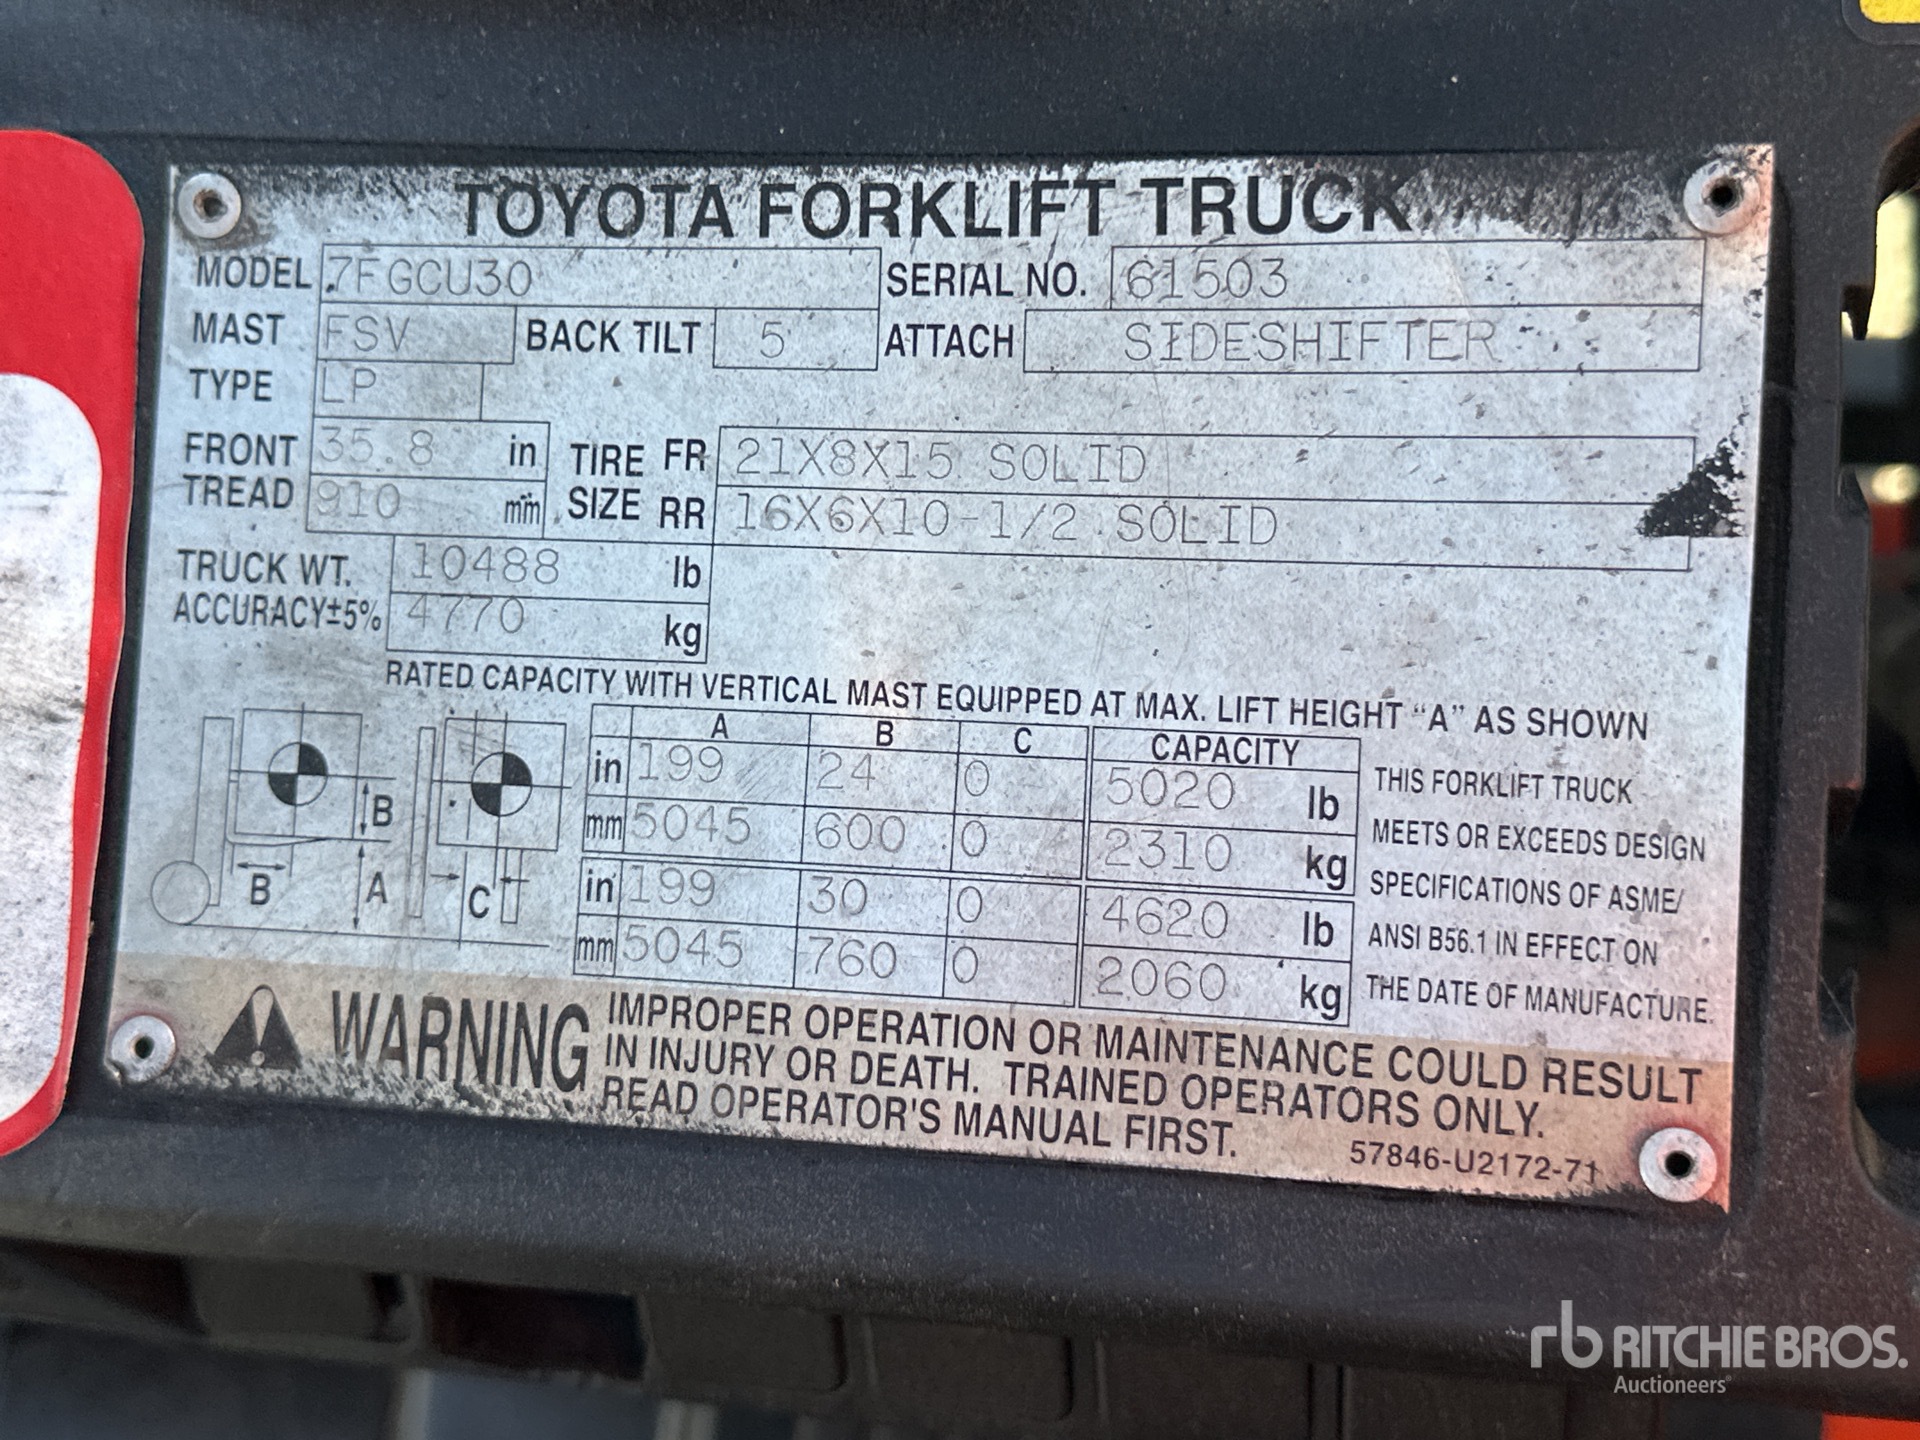 TOYOTA FORKLIFT TRUCK
MODEL 7FGCU30 SERIAL NO. 61503
MAST FSV BACK TILT 5 ATTACH SIDESHIFTER
TYPE LP
FRONT TREAD 35.8 in TIRE SIZE FR 21X8X15 SOLID
910 mm RR 16X6X10-1/2 SOLID
TRUCK WT. 10488 lb
ACCURACY±5% 4770 kg
RATED CAPACITY WITH VERTICAL MAST EQUIPPED AT MAX. LIFT HEIGHT "A" AS SHOWN
A B C CAPACITY
in 199 24 0 5020 lb
mm 5045 600 0 2310 kg
in 199 30 0 4620 lb
mm 5045 760 0 2060 kg
B
B A C
THIS FORKLIFT TRUCK
MEETS OR EXCEEDS DESIGN
SPECIFICATIONS OF ASME/
ANSI B56.1 IN EFFECT ON
THE DATE OF MANUFACTURE.
WARNING
IMPROPER OPERATION OR MAINTENANCE COULD RESULT
IN INJURY OR DEATH. TRAINED OPERATORS ONLY.
READ OPERATOR'S MANUAL FIRST.
57846-U2172-71
rb RITCHIE BROS.
Auctioneers®